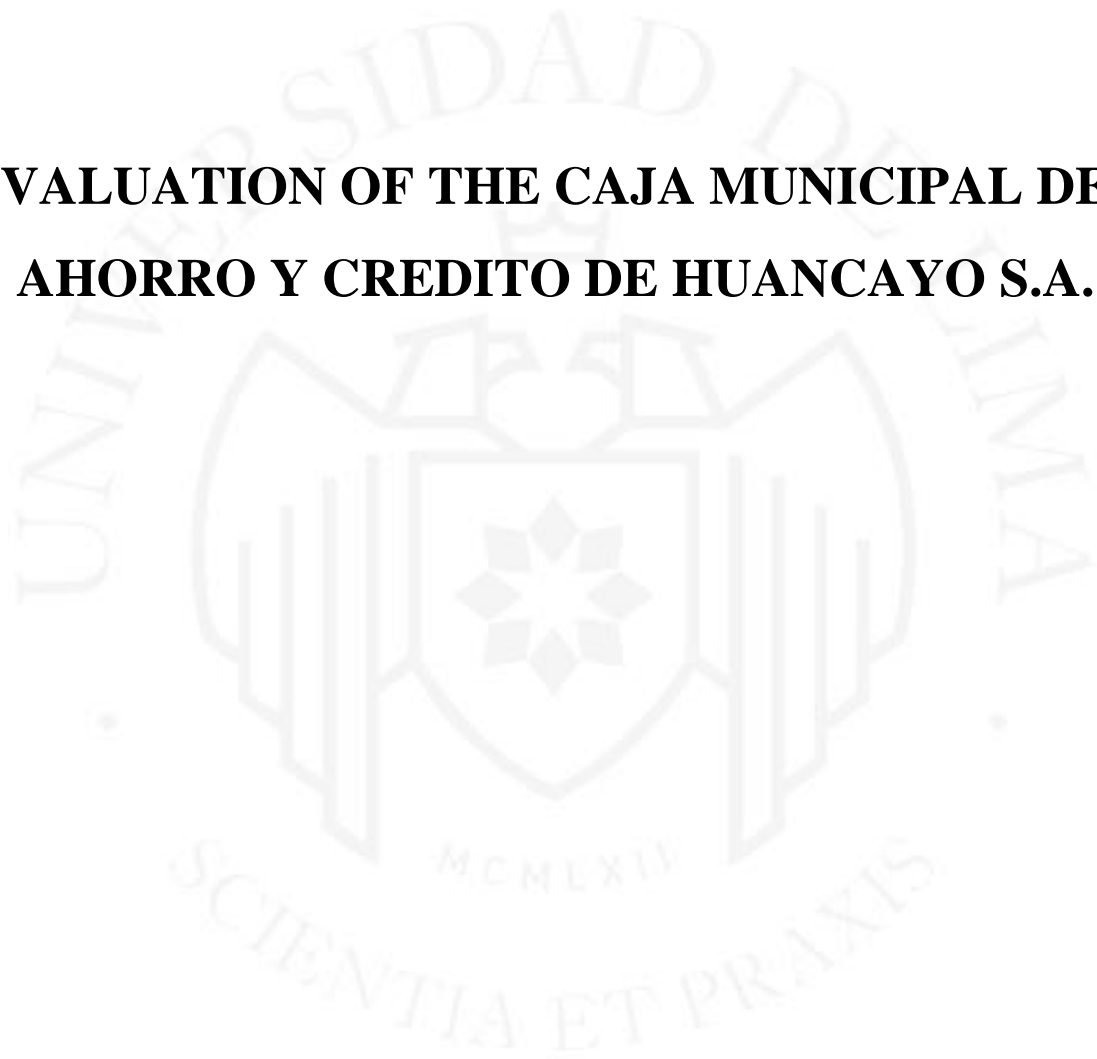 VALUATION OF THE CAJA MUNICIPAL DE
AHORRO Y CREDITO DE HUANCAYO S.A.
UNIVERSIDAD DE LIMA
MCMLXII
SCIENTIA ET PRAXIS